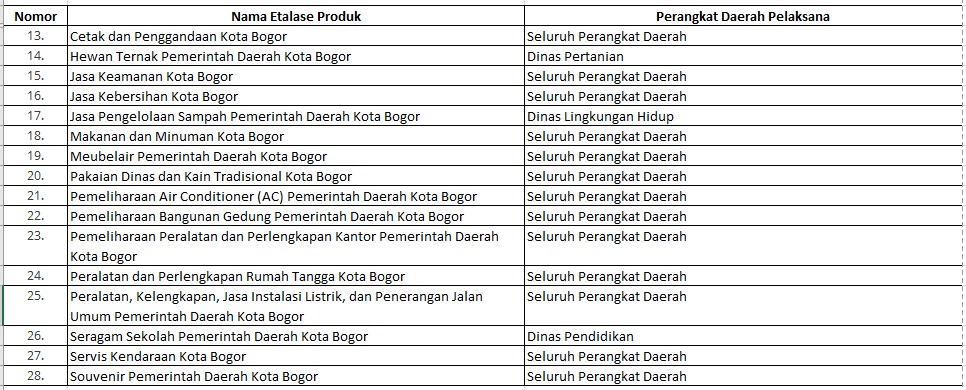 Nomor Nama Etalase Produk Perangkat Daerah Pelaksana
13. Cetak dan Penggandaan Kota Bogor Seluruh Perangkat Daerah
14. Hewan Ternak Pemerintah Daerah Kota Bogor Dinas Pertanian
15. Jasa Keamanan Kota Bogor Seluruh Perangkat Daerah
16. Jasa Kebersihan Kota Bogor Seluruh Perangkat Daerah
17. Jasa Pengelolaan Sampah Pemerintah Daerah Kota Bogor Dinas Lingkungan Hidup
18. Makanan dan Minuman Kota Bogor Seluruh Perangkat Daerah
19. Meubelair Pemerintah Daerah Kota Bogor Seluruh Perangkat Daerah
20. Pakaian Dinas dan Kain Tradisional Kota Bogor Seluruh Perangkat Daerah
21. Pemeliharaan Air Conditioner (AC) Pemerintah Daerah Kota Bogor Seluruh Perangkat Daerah
22. Pemeliharaan Bangunan Gedung Pemerintah Daerah Kota Bogor Seluruh Perangkat Daerah
23. Pemeliharaan Peralatan dan Perlengkapan Kantor Pemerintah Daerah Seluruh Perangkat Daerah
Kota Bogor
24. Peralatan dan Perlengkapan Rumah Tangga Kota Bogor Seluruh Perangkat Daerah
25. Peralatan, Kelengkapan, Jasa Instalasi Listrik, dan Penerangan Jalan Seluruh Perangkat Daerah
Umum Pemerintah Daerah Kota Bogor
26. Seragam Sekolah Pemerintah Daerah Kota Bogor Dinas Pendidikan
27. Servis Kendaraan Kota Bogor Seluruh Perangkat Daerah
28. Souvenir Pemerintah Daerah Kota Bogor Seluruh Perangkat Daerah